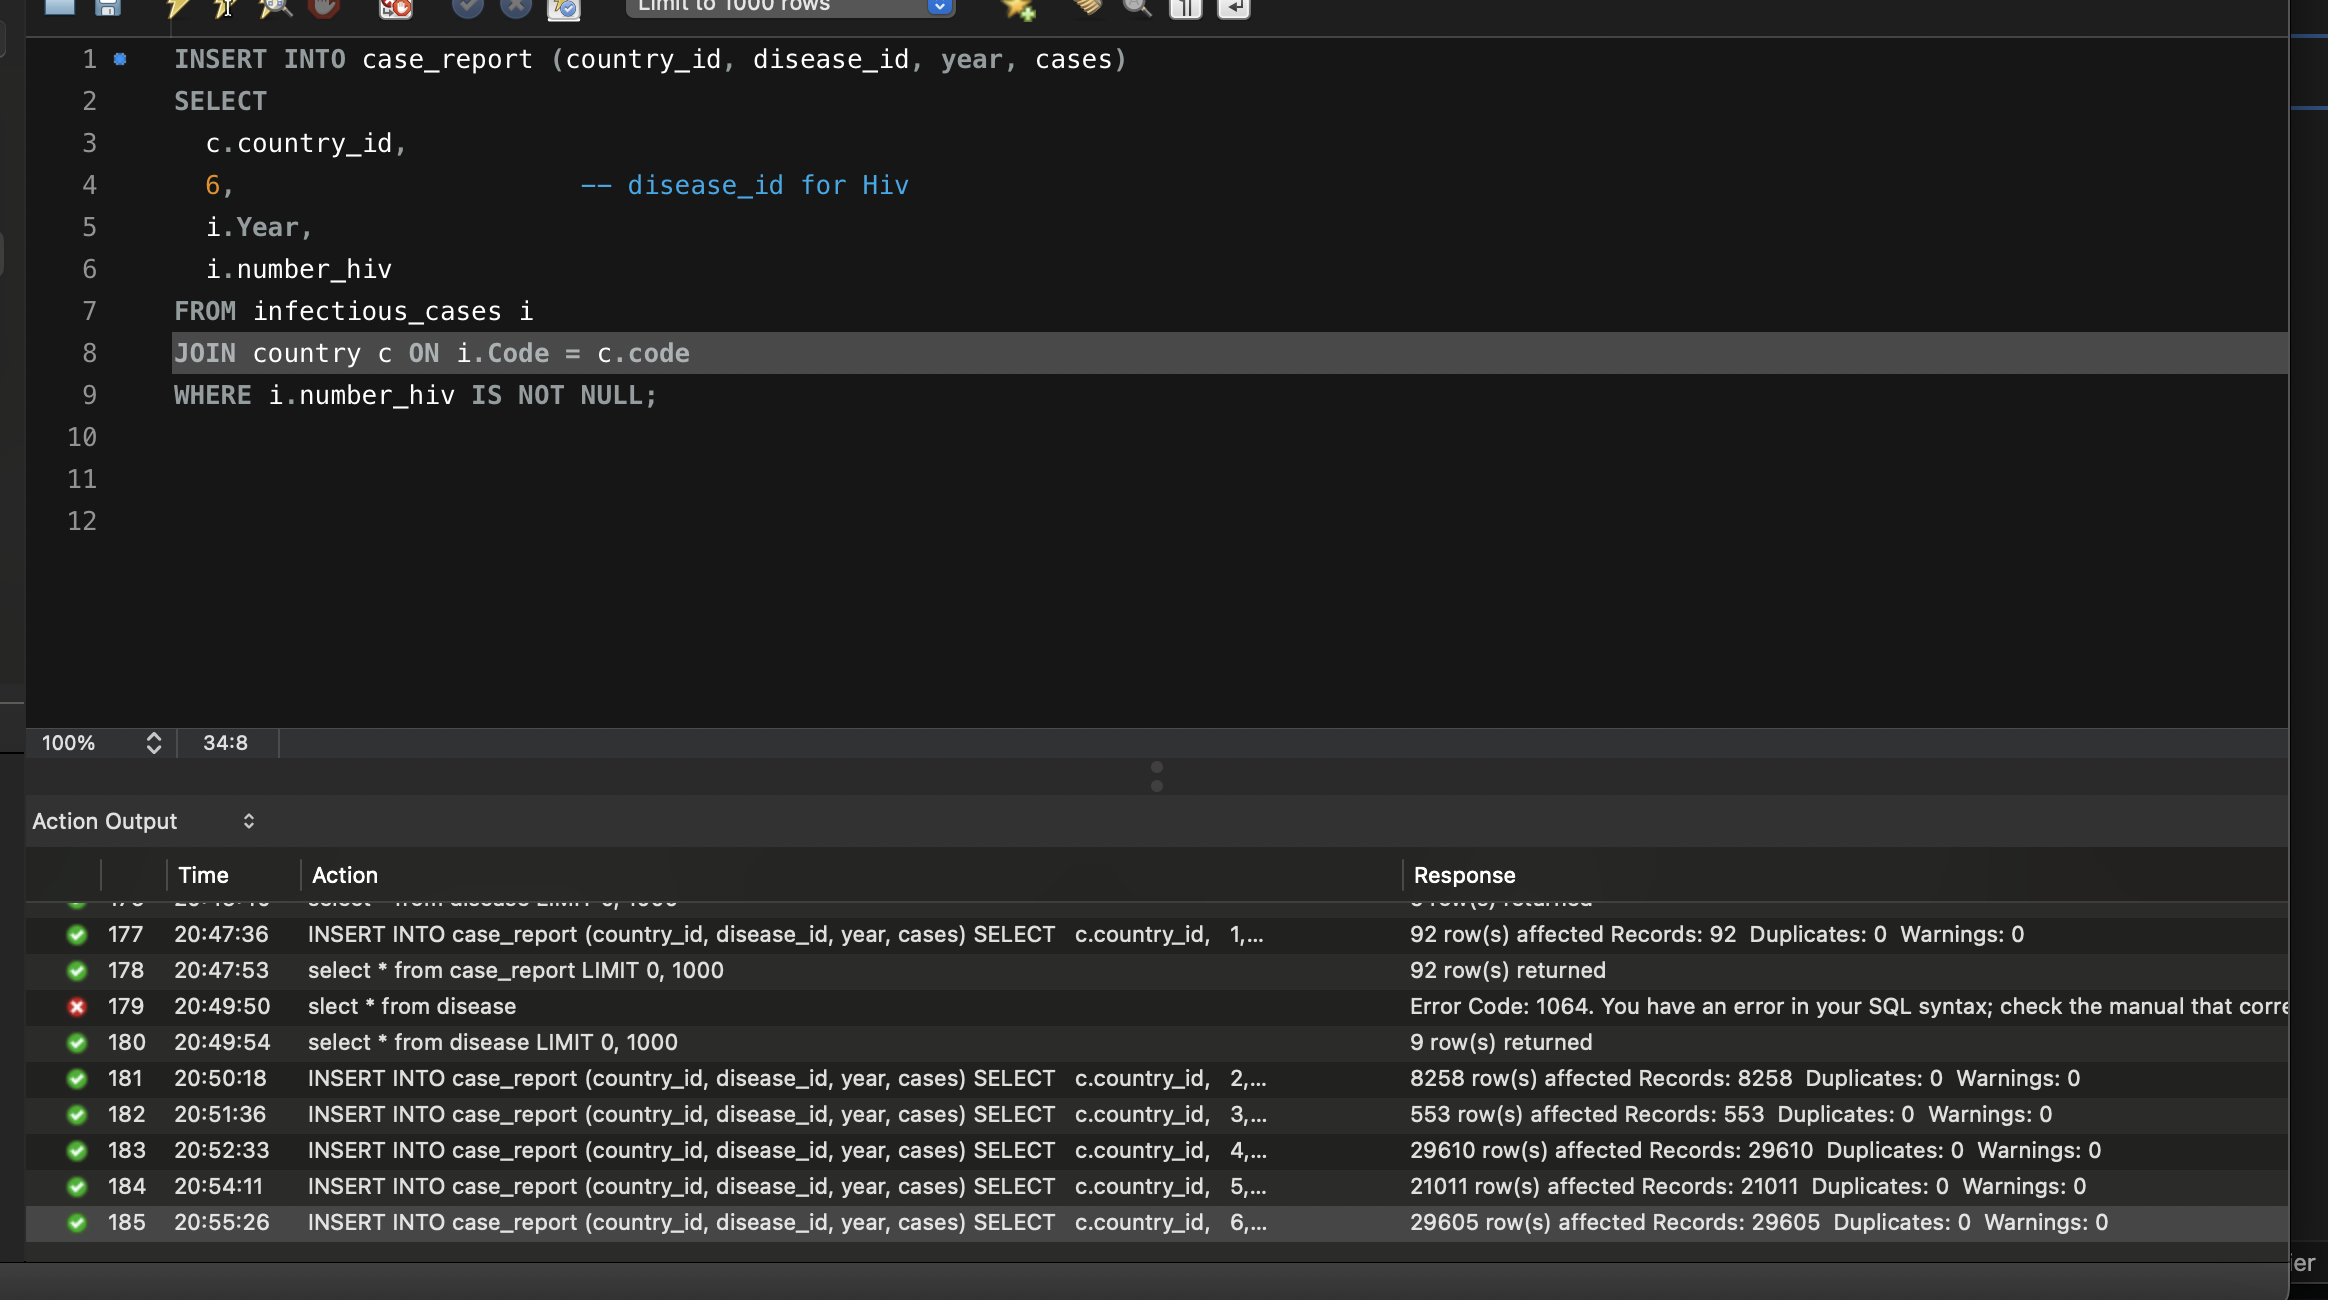 Limit to 1000 rows
1 INSERT INTO case_report (country_id, disease_id, year, cases)
2 SELECT
3 c.country_id,
4 6, -- disease_id for Hiv
5 i.Year,
6 i.number_hiv
7 FROM infectious_cases i
8 JOIN country c ON i.Code = c.code
9 WHERE i.number_hiv IS NOT NULL;
10
11
12
100% 34:8
Action Output
Time Action Response
177 20:47:36 INSERT INTO case_report (country_id, disease_id, year, cases) SELECT c.country_id, 1,... 92 row(s) affected Records: 92 Duplicates: 0 Warnings: 0
178 20:47:53 select * from case_report LIMIT 0, 1000 92 row(s) returned
179 20:49:50 slect * from disease Error Code: 1064. You have an error in your SQL syntax; check the manual that corre
180 20:49:54 select * from disease LIMIT 0, 1000 9 row(s) returned
181 20:50:18 INSERT INTO case_report (country_id, disease_id, year, cases) SELECT c.country_id, 2,... 8258 row(s) affected Records: 8258 Duplicates: 0 Warnings: 0
182 20:51:36 INSERT INTO case_report (country_id, disease_id, year, cases) SELECT c.country_id, 3,... 553 row(s) affected Records: 553 Duplicates: 0 Warnings: 0
183 20:52:33 INSERT INTO case_report (country_id, disease_id, year, cases) SELECT c.country_id, 4,... 29610 row(s) affected Records: 29610 Duplicates: 0 Warnings: 0
184 20:54:11 INSERT INTO case_report (country_id, disease_id, year, cases) SELECT c.country_id, 5,... 21011 row(s) affected Records: 21011 Duplicates: 0 Warnings: 0
185 20:55:26 INSERT INTO case_report (country_id, disease_id, year, cases) SELECT c.country_id, 6,... 29605 row(s) affected Records: 29605 Duplicates: 0 Warnings: 0